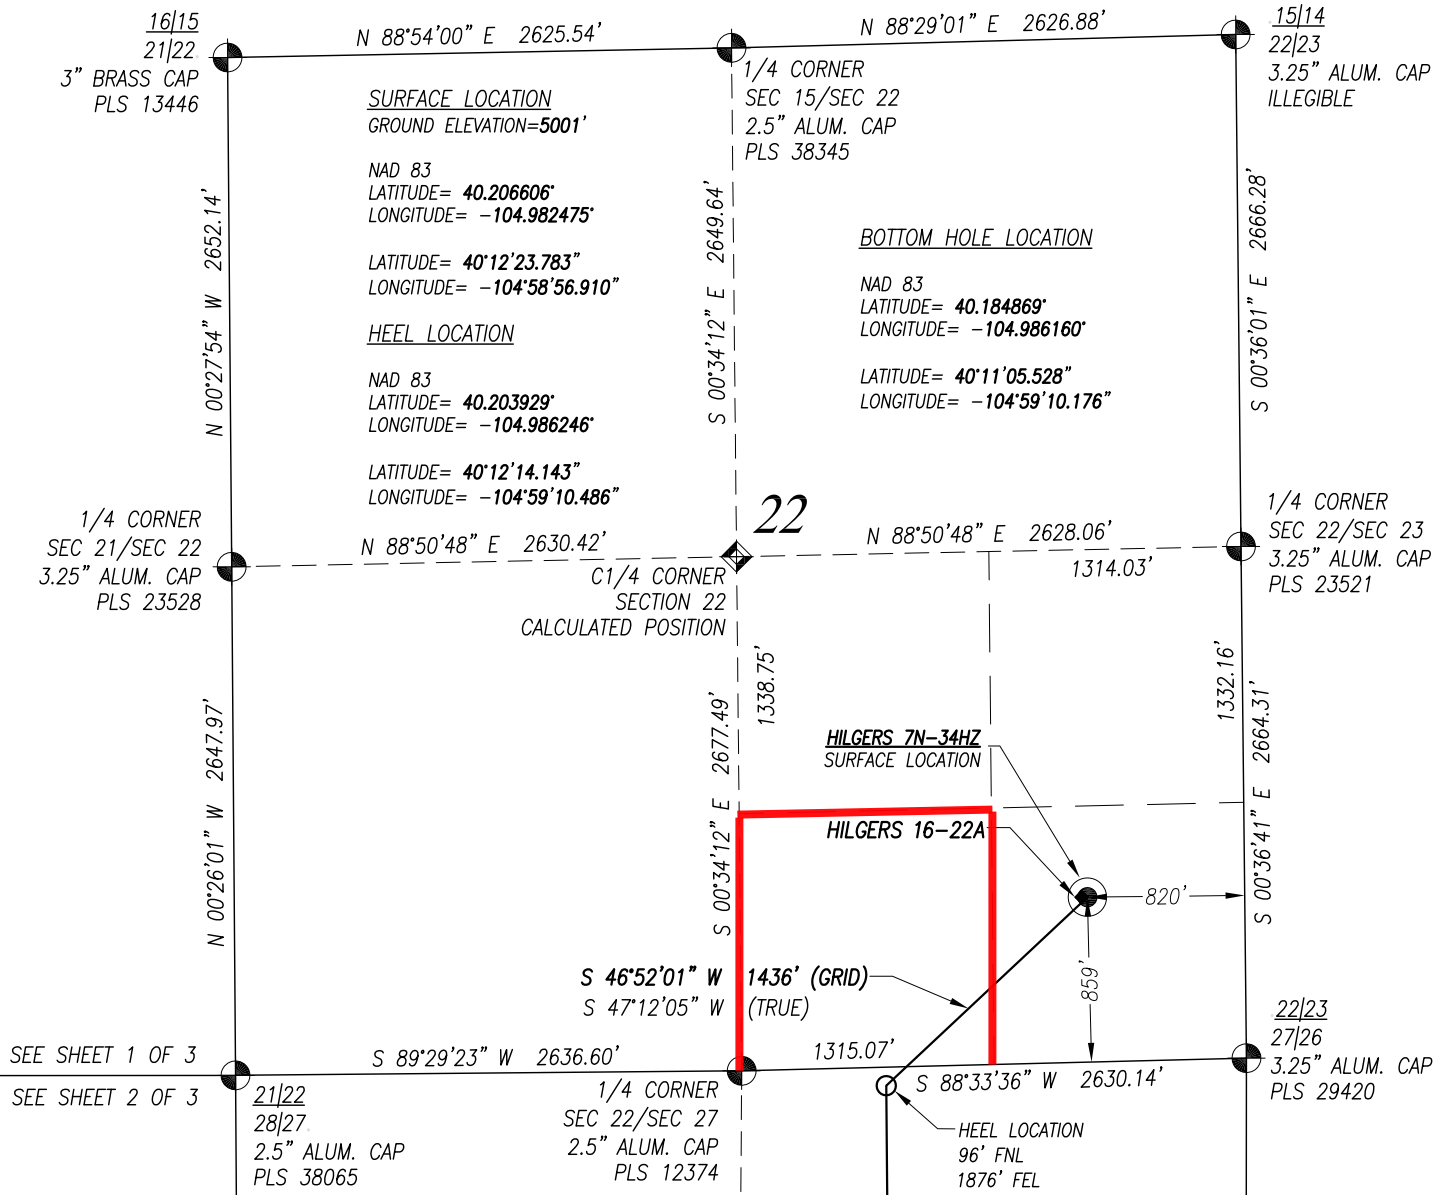 16|15
21|22
3" BRASS CAP
PLS 13446
N 88°54'00" E 2625.54'
N 88°29'01" E 2626.88'
15|14
22|23
3.25" ALUM. CAP
ILLEGIBLE
1/4 CORNER
SEC 15/SEC 22
2.5" ALUM. CAP
PLS 38345
SURFACE LOCATION
GROUND ELEVATION=5001'
NAD 83
LATITUDE= 40.206606°
LONGITUDE= -104.982475°
LATITUDE= 40°12'23.783"
LONGITUDE= -104°58'56.910"
HEEL LOCATION
NAD 83
LATITUDE= 40.203929°
LONGITUDE= -104.986246°
LATITUDE= 40°12'14.143"
LONGITUDE= -104°59'10.486"
BOTTOM HOLE LOCATION
NAD 83
LATITUDE= 40.184869°
LONGITUDE= -104.986160°
LATITUDE= 40°11'05.528"
LONGITUDE= -104°59'10.176"
N 00°27'54" W 2652.14'
S 00°34'12" E 2649.64'
S 00°36'01" E 2666.28'
22
1/4 CORNER
SEC 21/SEC 22
3.25" ALUM. CAP
PLS 23528
N 88°50'48" E 2630.42'
N 88°50'48" E 2628.06'
1314.03'
1/4 CORNER
SEC 22/SEC 23
3.25" ALUM. CAP
PLS 23521
C1/4 CORNER
SECTION 22
CALCULATED POSITION
N 00°26'01" W 2647.97'
S 00°34'12" E 2677.49'
1338.75'
1332.16'
S 00°36'41" E 2664.31'
HILGERS 7N-34HZ
SURFACE LOCATION
HILGERS 16-22A
820'
859'
S 46°52'01" W 1436' (GRID)
S 47°12'05" W (TRUE)
SEE SHEET 1 OF 3
SEE SHEET 2 OF 3
S 89°29'23" W 2636.60'
1315.07'
S 88°33'36" W 2630.14'
22|23
27|26
3.25" ALUM. CAP
PLS 29420
21|22
28|27
2.5" ALUM. CAP
PLS 38065
1/4 CORNER
SEC 22/SEC 27
2.5" ALUM. CAP
PLS 12374
HEEL LOCATION
96' FNL
1876' FEL